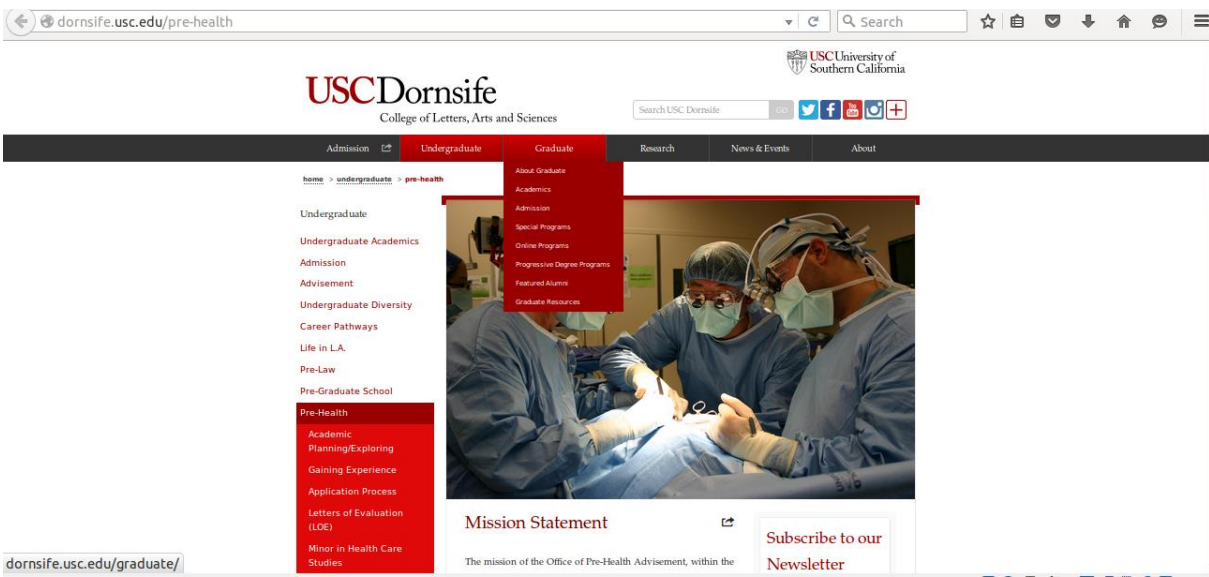 dornsife.usc.edu/pre-health
Search
USC University of
Southern California
USCDornsife
College of Letters, Arts and Sciences
Search USC Dornsife
GO
You
Admission Undergraduate Graduate Research News & Events About
home > undergraduate > pre-health
About Graduate
Academics
Admission
Special Programs
Online Programs
Progressive Degree Programs
Featured Alumni
Graduate Resources
Undergraduate
Undergraduate Academics
Admission
Advisement
Undergraduate Diversity
Career Pathways
Life in L.A.
Pre-Law
Pre-Graduate School
Pre-Health
Academic
Planning/Exploring
Gaining Experience
Application Process
Letters of Evaluation
(LOE)
Minor in Health Care
Studies
Mission Statement
The mission of the Office of Pre-Health Advisement, within the
Subscribe to our
Newsletter
dornsife.usc.edu/graduate/